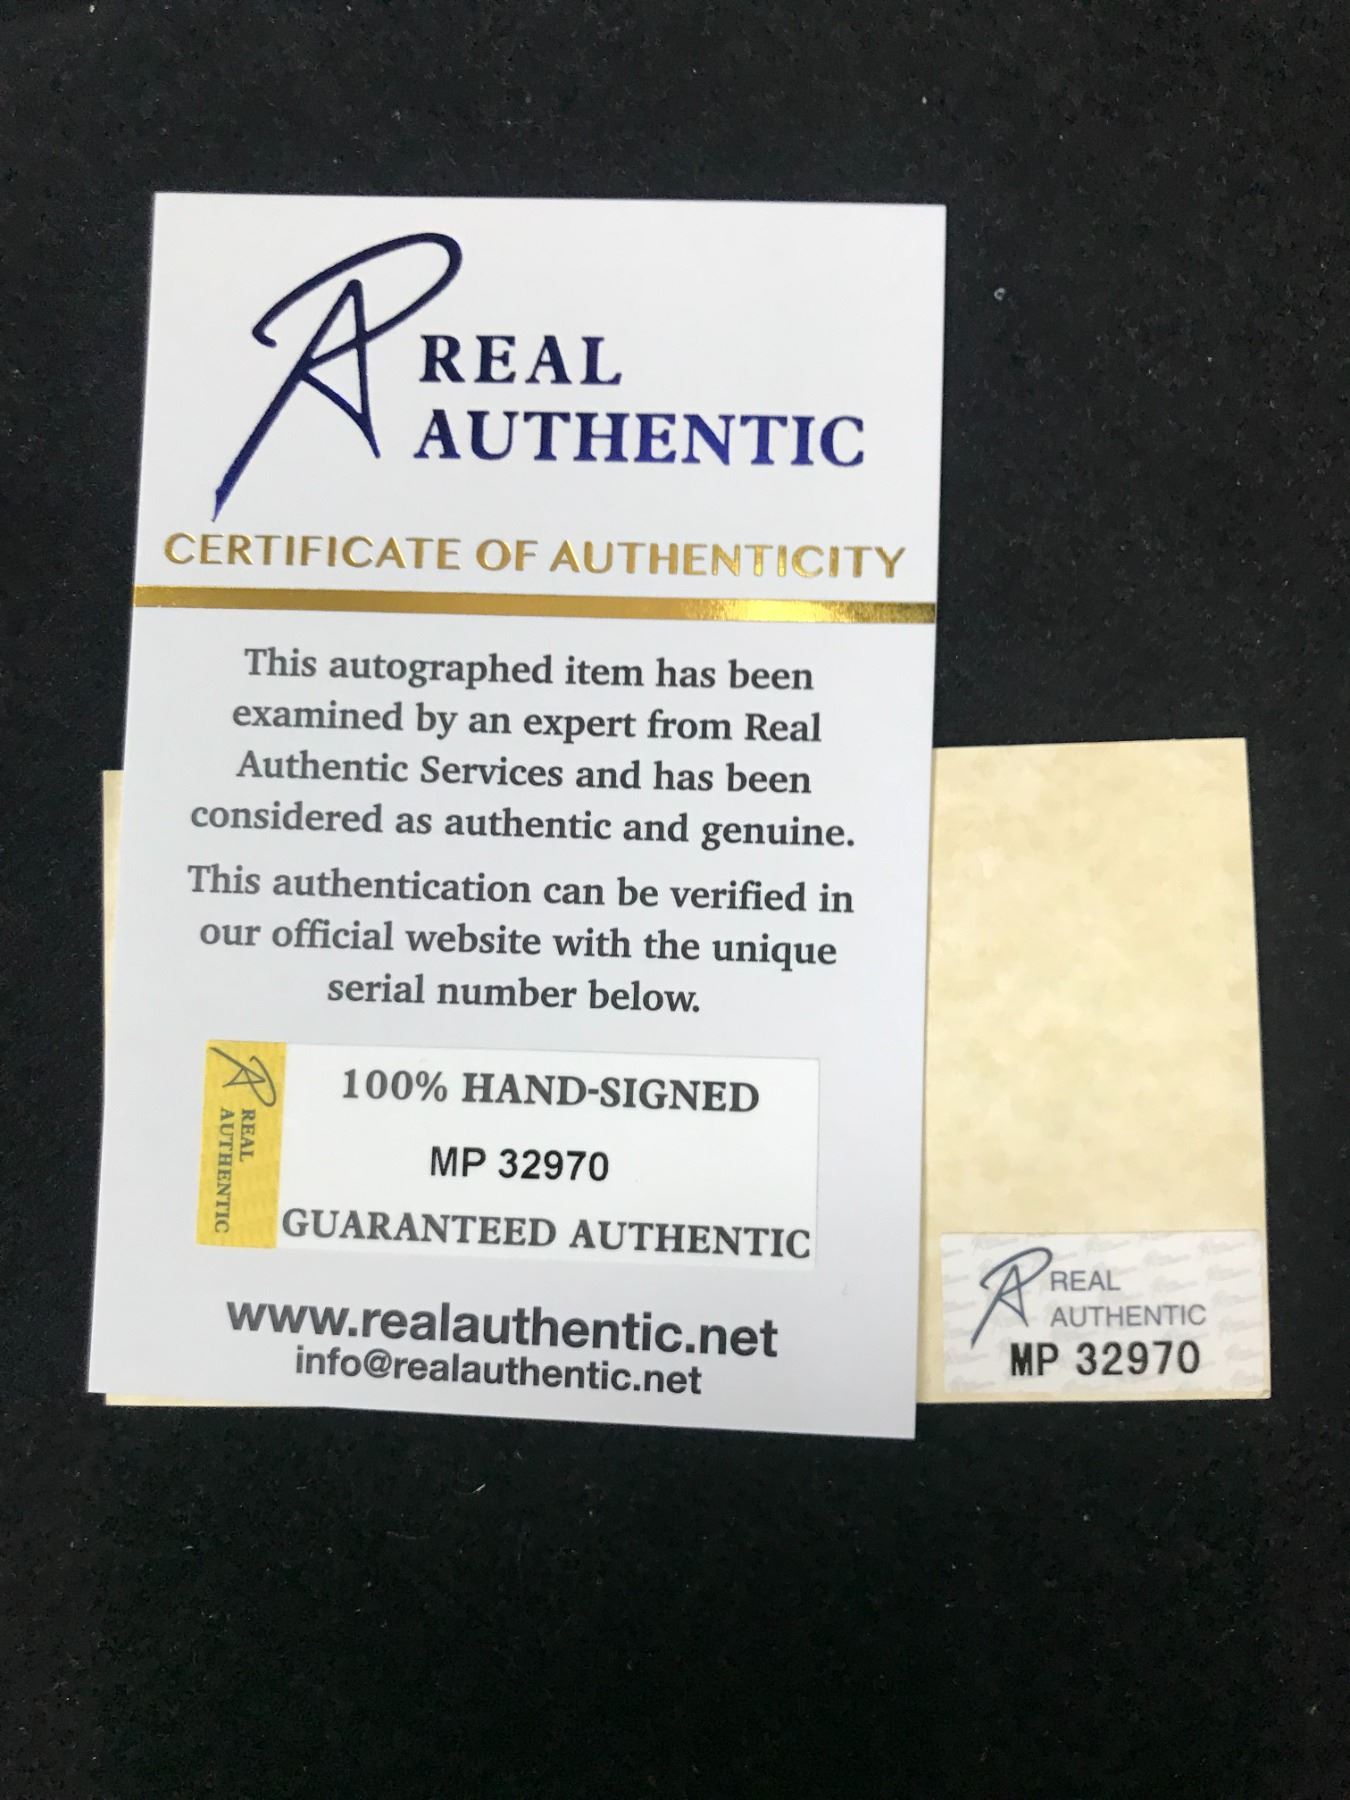 REAL
AUTHENTIC
CERTIFICATE OF AUTHENTICITY
This autographed item has been
examined by an expert from Real
Authentic Services and has been
considered as authentic and genuine.
This authentication can be verified in
our official website with the unique
serial number below.
REAL
AUTHENTIC
100% HAND-SIGNED
MP 32970
GUARANTEED AUTHENTIC
www.realauthentic.net
info@realauthentic.net
REAL
AUTHENTIC
MP 32970